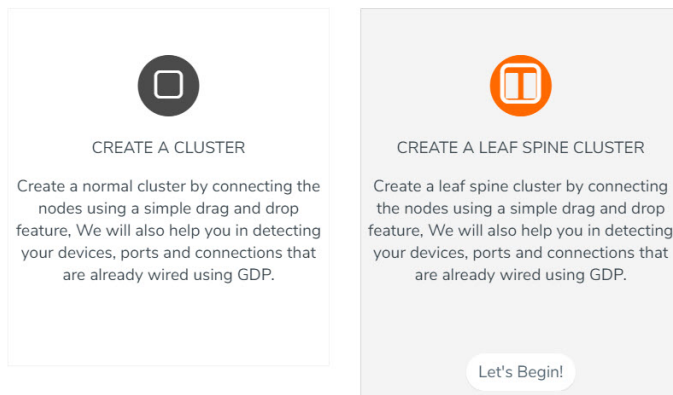 CREATE A CLUSTER
Create a normal cluster by connecting the
nodes using a simple drag and drop
feature, We will also help you in detecting
your devices, ports and connections that
are already wired using GDP.
CREATE A LEAF SPINE CLUSTER
Create a leaf spine cluster by connecting
the nodes using a simple drag and drop
feature, We will also help you in detecting
your devices, ports and connections that
are already wired using GDP.
Let's Begin!